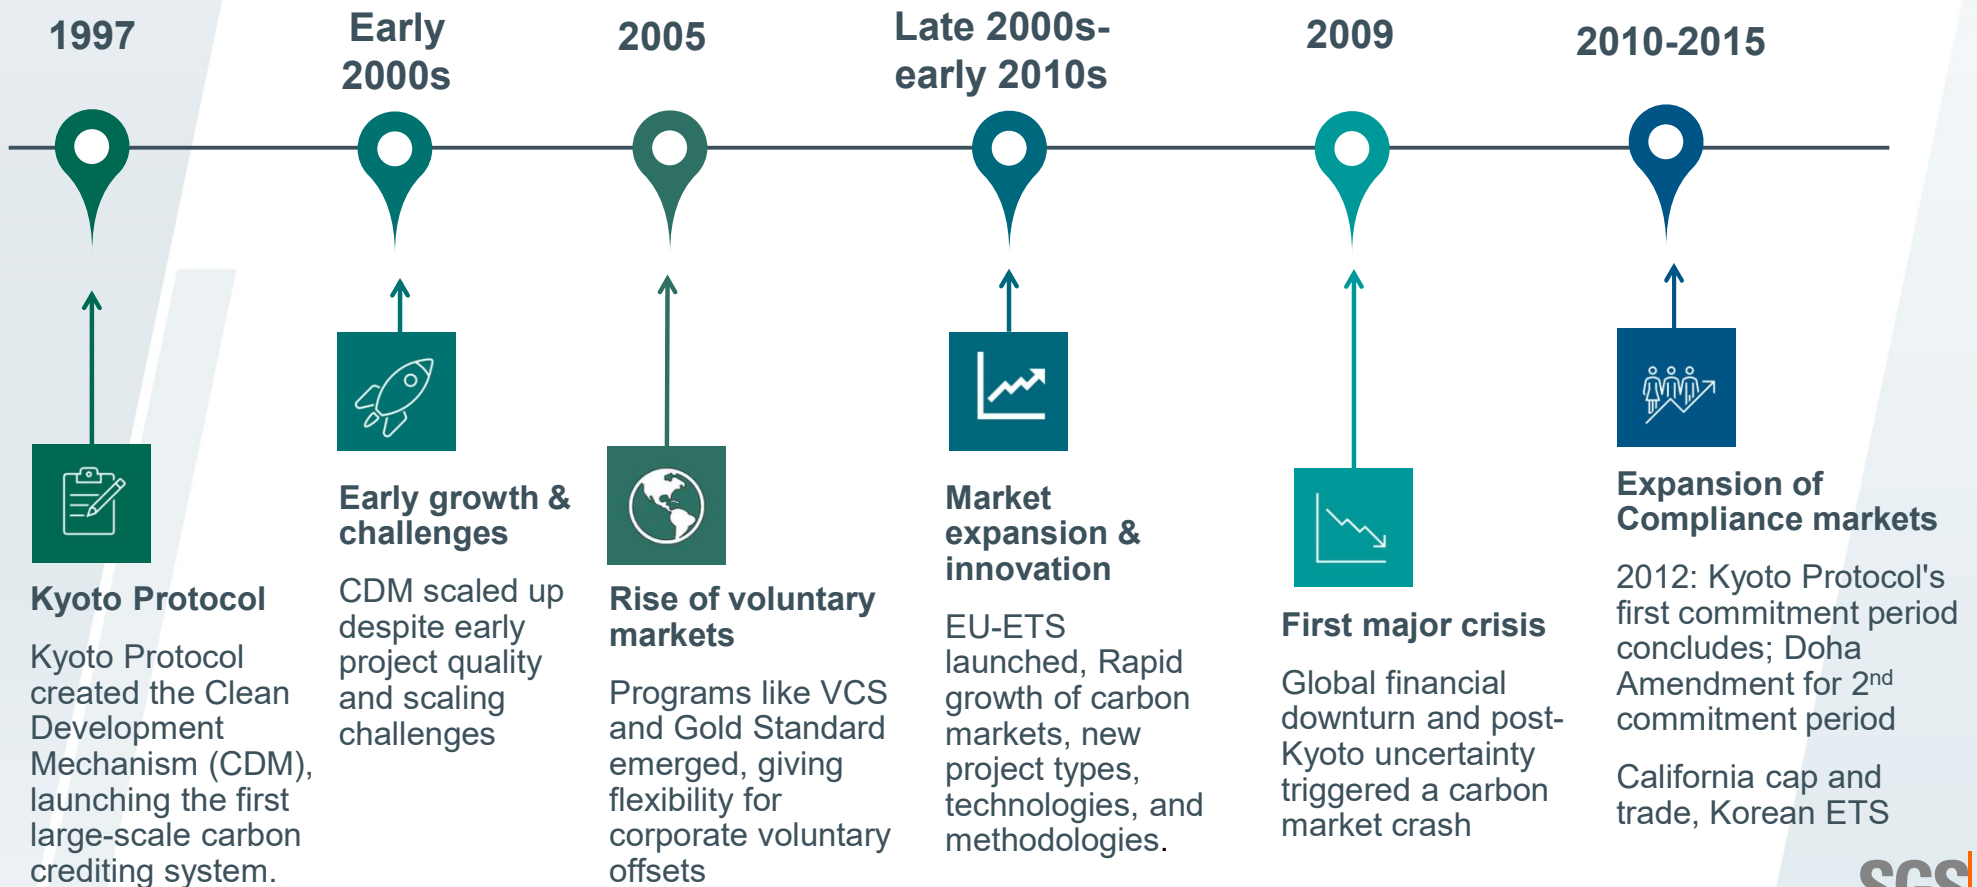 1997
Early
2000s
2005
Late 2000s-
early 2010s
2009
2010-2015
Kyoto Protocol
Kyoto Protocol
created the Clean
Development
Mechanism (CDM),
launching the first
large-scale carbon
crediting system.
Early growth &
challenges
CDM scaled up
despite early
project quality
and scaling
challenges
Rise of voluntary
markets
Programs like VCS
and Gold Standard
emerged, giving
flexibility for
corporate voluntary
offsets
Market
expansion &
innovation
EU-ETS
launched, Rapid
growth of carbon
markets, new
project types,
technologies, and
methodologies.
First major crisis
Global financial
downturn and post-
Kyoto uncertainty
triggered a carbon
market crash
Expansion of
Compliance markets
2012: Kyoto Protocol's
first commitment period
concludes; Doha
Amendment for 2nd
commitment period
California cap and
trade, Korean ETS
SGS